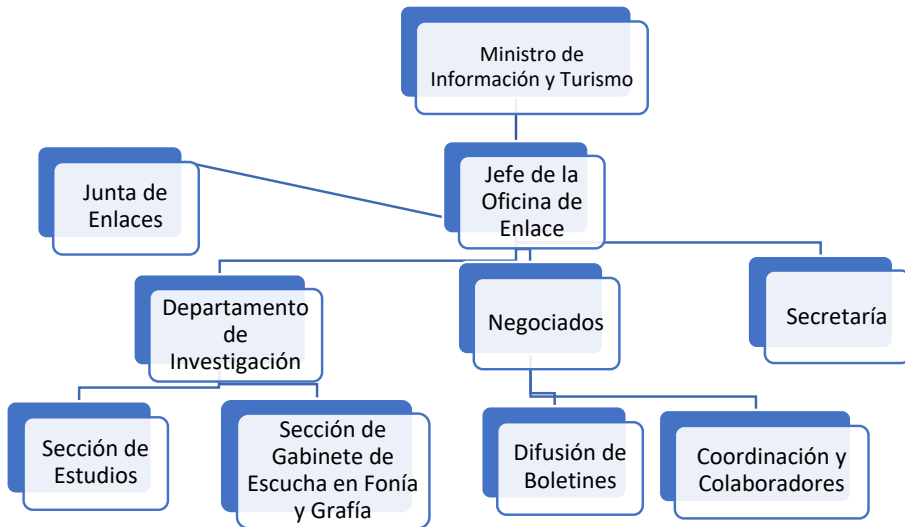 Ministro de
Información y Turismo
Junta de
Enlaces
Jefe de la
Oficina de
Enlace
Departamento
de
Investigación
Negociados
Secretaría
Sección de
Estudios
Sección de
Gabinete de
Escucha en Fonía
y Grafía
Difusión de
Boletines
Coordinación y
Colaboradores